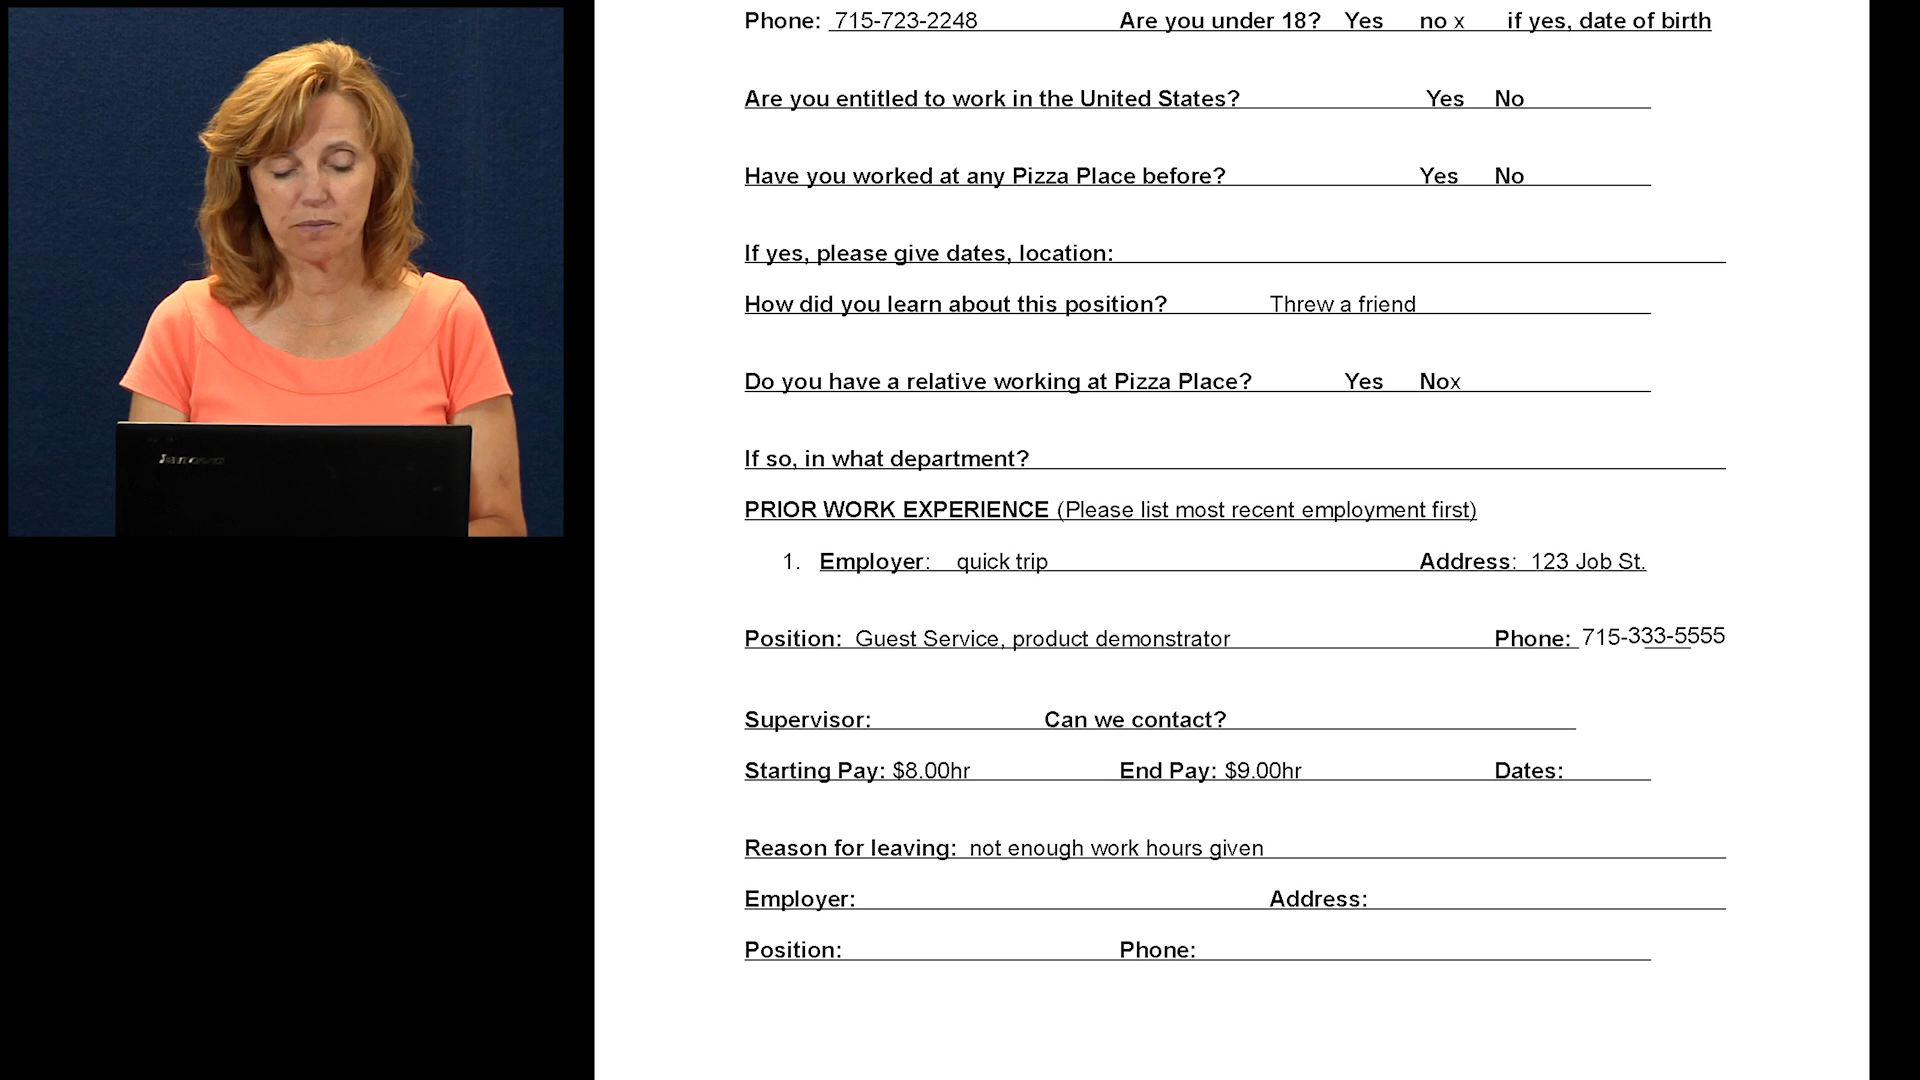 Phone: 715-723-2248 Are you under 18? Yes no x if yes, date of birth
Are you entitled to work in the United States? Yes No
Have you worked at any Pizza Place before? Yes No
If yes, please give dates, location:
How did you learn about this position? Threw a friend
Do you have a relative working at Pizza Place? Yes Nox
If so, in what department?
PRIOR WORK EXPERIENCE (Please list most recent employment first)
1. Employer: quick trip Address: 123 Job St.
Position: Guest Service, product demonstrator Phone: 715-333-5555
Supervisor: Can we contact?
Starting Pay: $8.00hr End Pay: $9.00hr Dates:
Reason for leaving: not enough work hours given
Employer: Address:
Position: Phone: